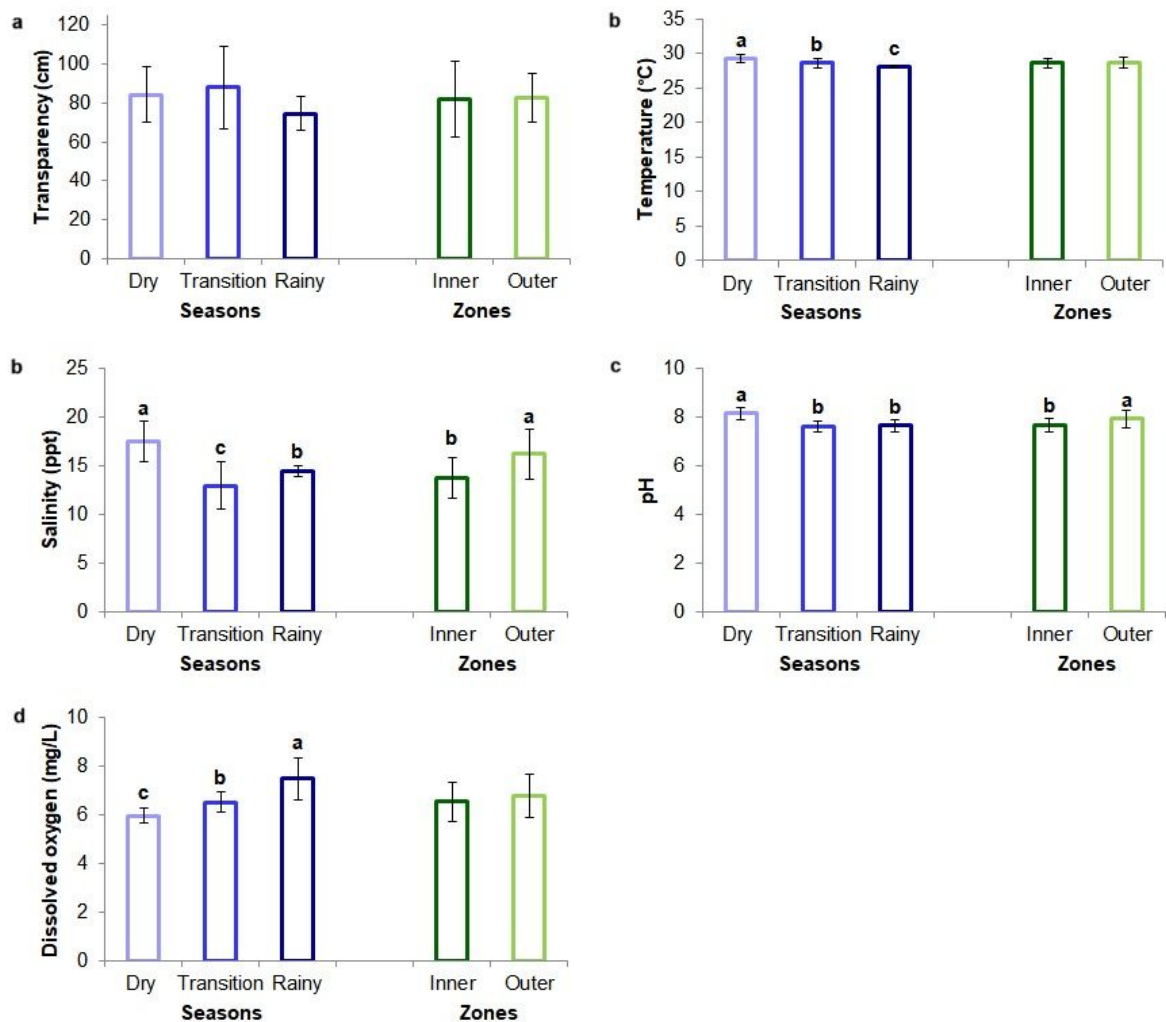 a
Transparency (cm)
120
100
80
60
40
20
0
Dry Transition Rainy Inner Outer
Seasons Zones
b
Temperature (°C)
35
30
25
20
15
10
5
0
a b c
Dry Transition Rainy Inner Outer
Seasons Zones
b
Salinity (ppt)
25
20
15
10
5
0
a c b b a
Dry Transition Rainy Inner Outer
Seasons Zones
c
pH
10
8
6
4
2
0
a b b b a
Dry Transition Rainy Inner Outer
Seasons Zones
d
Dissolved oxygen (mg/L)
10
8
6
4
2
0
c b a
Dry Transition Rainy Inner Outer
Seasons Zones